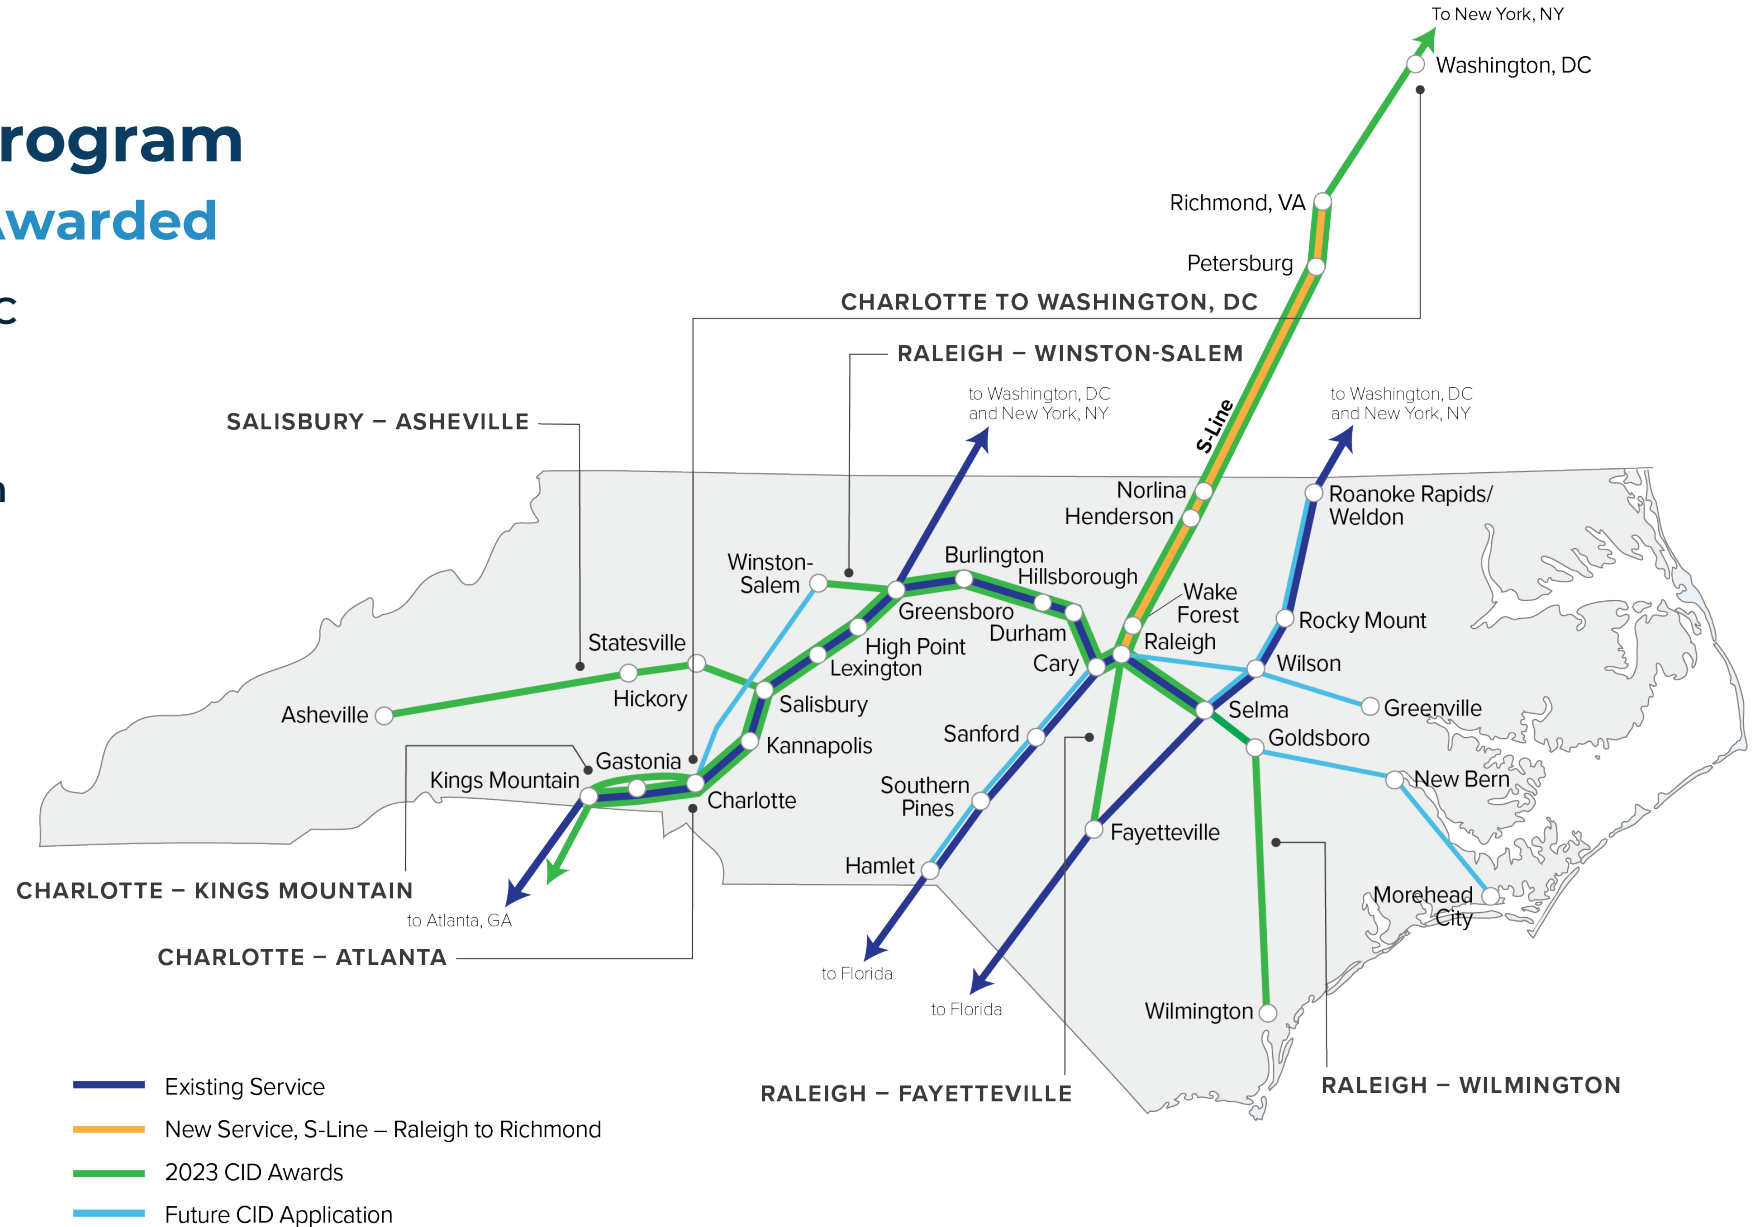 To New York, NY
Washington, DC
rogram
Awarded
C
n
Richmond, VA
Petersburg
CHARLOTTE TO WASHINGTON, DC
RALEIGH – WINSTON-SALEM
to Washington, DC
and New York, NY
to Washington, DC
and New York, NY
SALISBURY – ASHEVILLE
S-Line
Norlina
Henderson
Roanoke Rapids/
Weldon
Winston-
Salem
Burlington
Hillsborough
Greensboro
Durham
Wake
Forest
Raleigh
Rocky Mount
Statesville
High Point
Lexington
Cary
Wilson
Hickory
Asheville
Salisbury
Selma
Greenville
Sanford
Goldsboro
Kannapolis
Gastonia
Kings Mountain
Charlotte
Southern
Pines
New Bern
Fayetteville
Hamlet
CHARLOTTE – KINGS MOUNTAIN
Morehead
City
to Atlanta, GA
CHARLOTTE – ATLANTA
to Florida
to Florida
Wilmington
RALEIGH – FAYETTEVILLE
RALEIGH – WILMINGTON
Existing Service
New Service, S-Line – Raleigh to Richmond
2023 CID Awards
Future CID Application